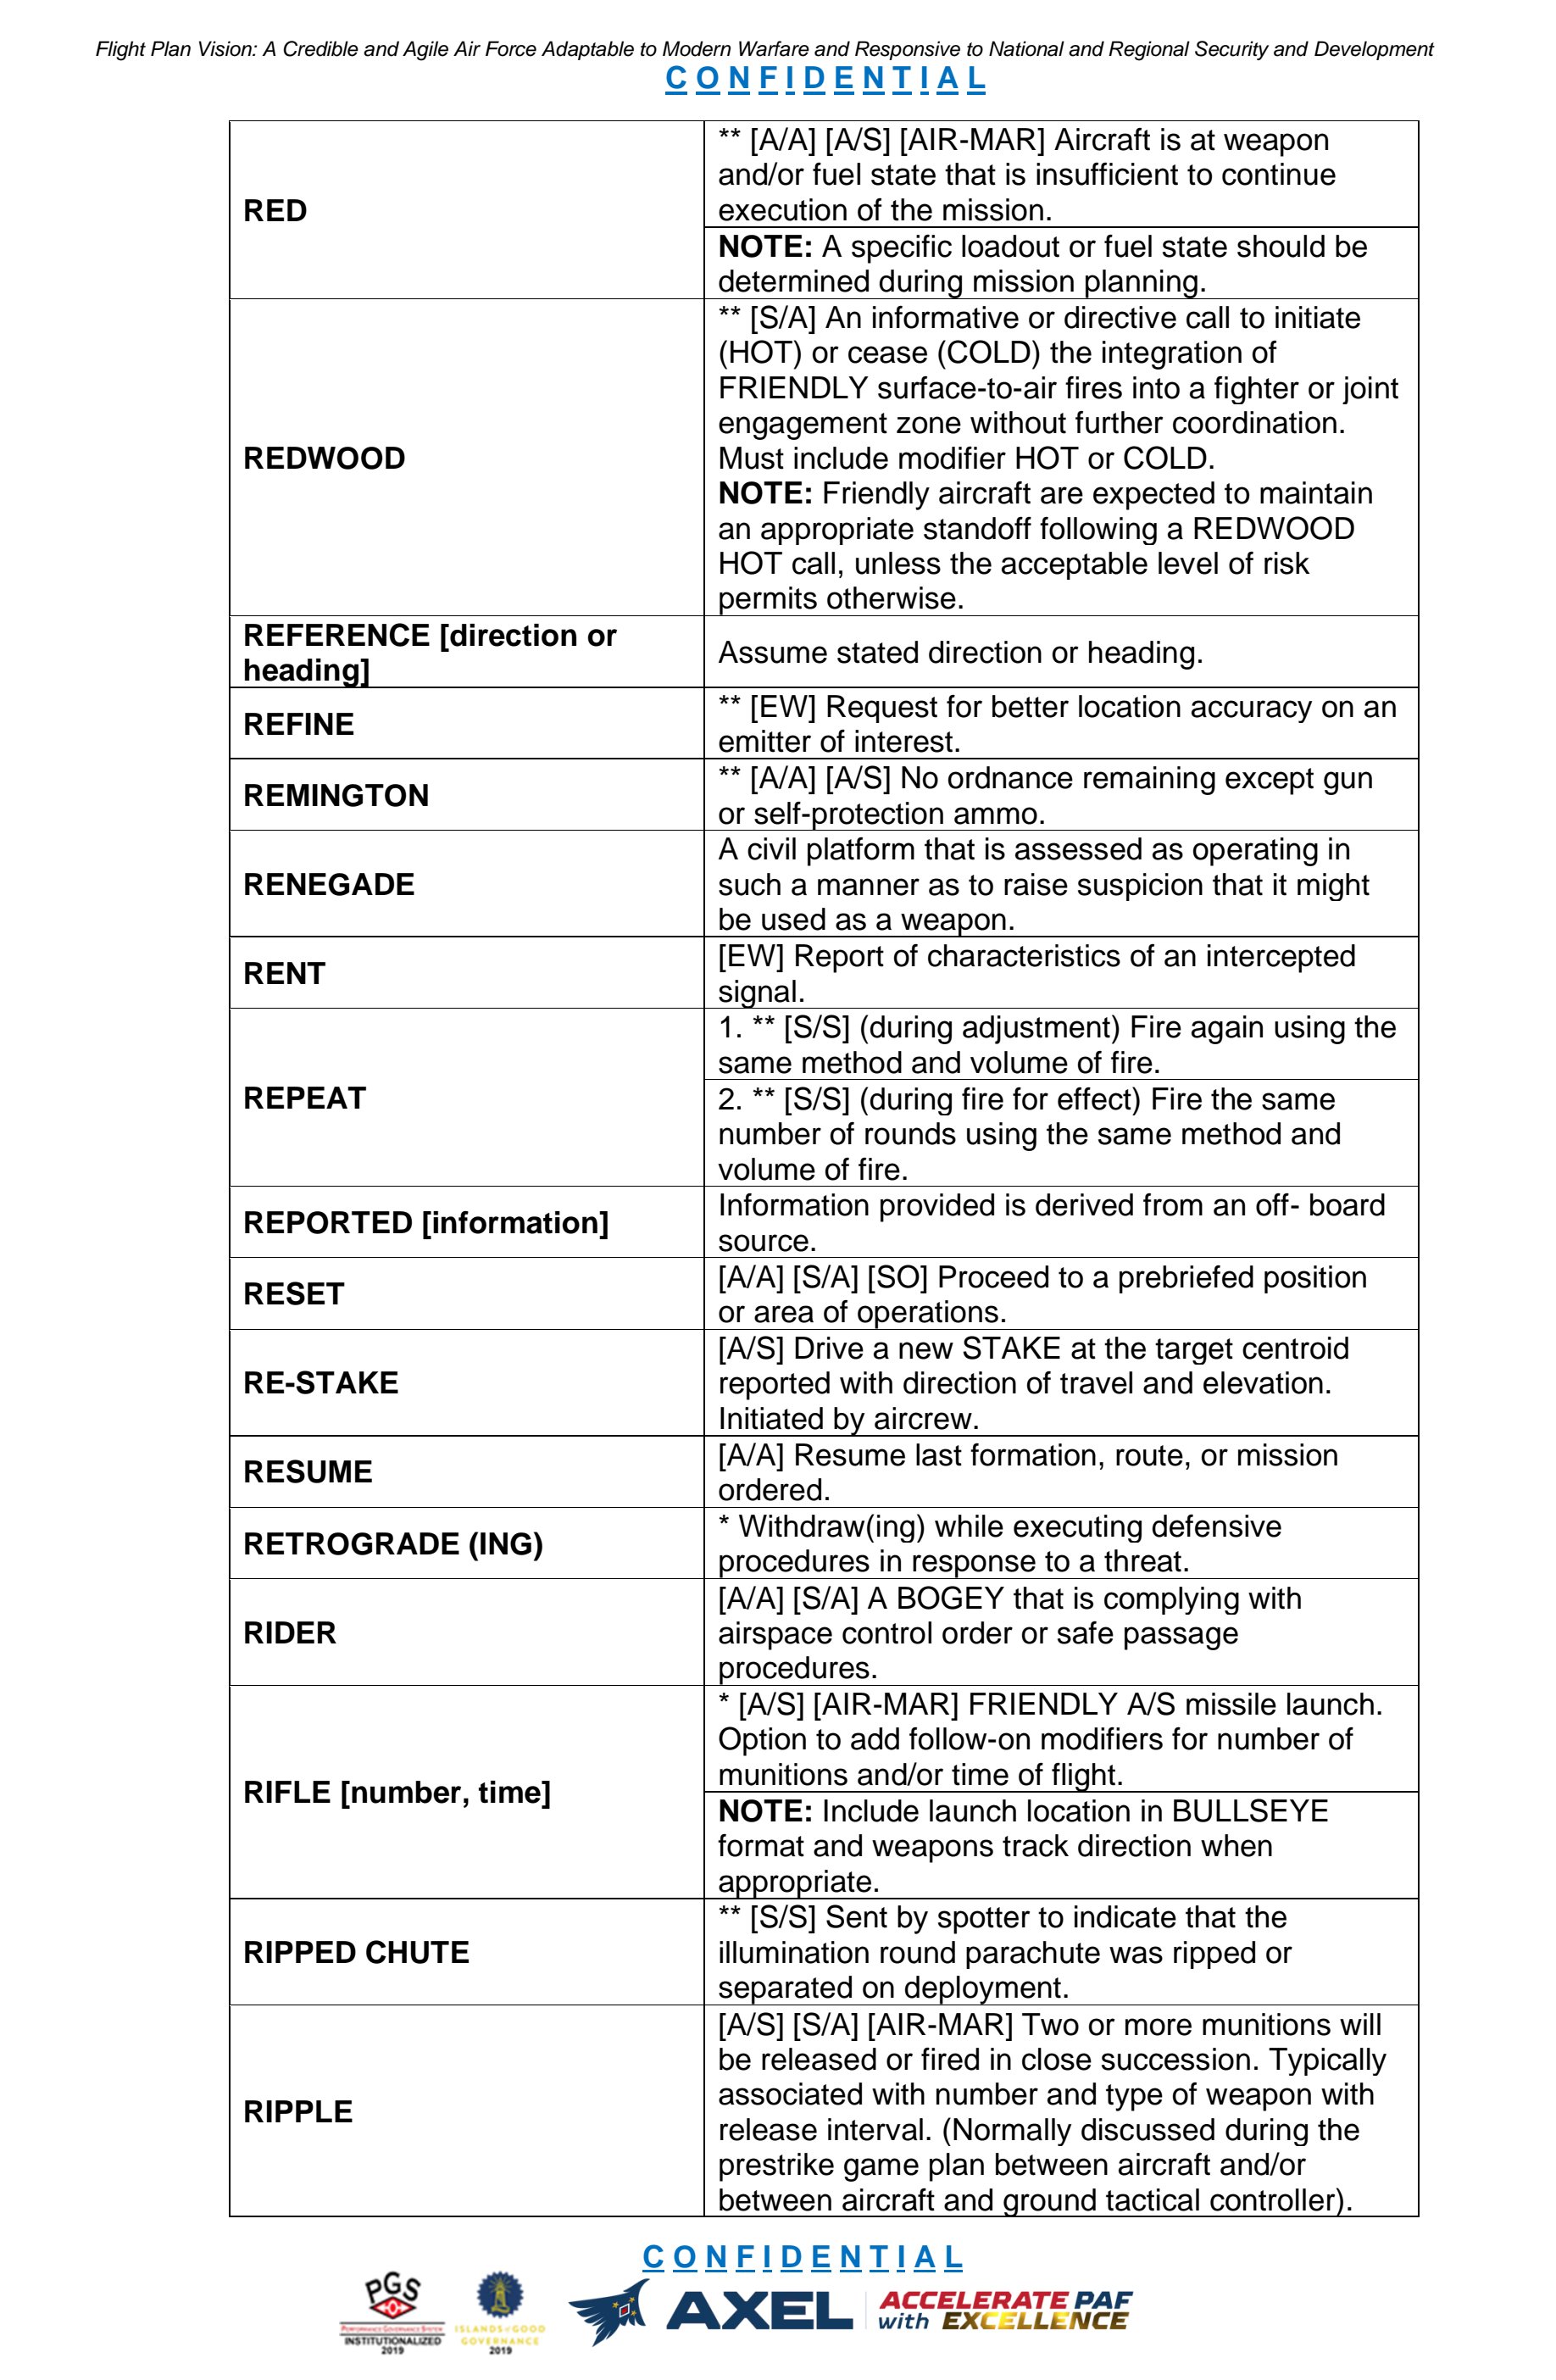 Flight Plan Vision: A Credible and Agile Air Force Adaptable to Modern Warfare and Responsive to National and Regional Security and Development
CONFIDENTIAL
RED
** [A/A] [A/S] [AIR-MAR] Aircraft is at weapon
and/or fuel state that is insufficient to continue
execution of the mission.
NOTE: A specific loadout or fuel state should be
determined during mission planning.
REDWOOD
** [S/A] An informative or directive call to initiate
(HOT) or cease (COLD) the integration of
FRIENDLY surface-to-air fires into a fighter or joint
engagement zone without further coordination.
Must include modifier HOT or COLD.
NOTE: Friendly aircraft are expected to maintain
an appropriate standoff following a REDWOOD
HOT call, unless the acceptable level of risk
permits otherwise.
REFERENCE [direction or
heading]
Assume stated direction or heading.
REFINE
** [EW] Request for better location accuracy on an
emitter of interest.
REMINGTON
** [A/A] [A/S] No ordnance remaining except gun
or self-protection ammo.
RENEGADE
A civil platform that is assessed as operating in
such a manner as to raise suspicion that it might
be used as a weapon.
RENT
[EW] Report of characteristics of an intercepted
signal.
REPEAT
1. ** [S/S] (during adjustment) Fire again using the
same method and volume of fire.
2. ** [S/S] (during fire for effect) Fire the same
number of rounds using the same method and
volume of fire.
REPORTED [information]
Information provided is derived from an off- board
source.
RESET
[A/A] [S/A] [SO] Proceed to a prebriefed position
or area of operations.
RE-STAKE
[A/S] Drive a new STAKE at the target centroid
reported with direction of travel and elevation.
Initiated by aircrew.
RESUME
[A/A] Resume last formation, route, or mission
ordered.
RETROGRADE (ING)
* Withdraw(ing) while executing defensive
procedures in response to a threat.
RIDER
[A/A] [S/A] A BOGEY that is complying with
airspace control order or safe passage
procedures.
RIFLE [number, time]
* [A/S] [AIR-MAR] FRIENDLY A/S missile launch.
Option to add follow-on modifiers for number of
munitions and/or time of flight.
NOTE: Include launch location in BULLSEYE
format and weapons track direction when
appropriate.
RIPPED CHUTE
** [S/S] Sent by spotter to indicate that the
illumination round parachute was ripped or
separated on deployment.
RIPPLE
[A/S] [S/A] [AIR-MAR] Two or more munitions will
be released or fired in close succession. Typically
associated with number and type of weapon with
release interval. (Normally discussed during the
prestrike game plan between aircraft and/or
between aircraft and ground tactical controller).
CONFIDENTIAL
PGS
PERFORMANCE GOVERNANCE SYSTEM
INSTITUTIONALIZED
2019
ISLANDS of GOOD
GOVERNANCE
2019
AXEL
ACCELERATE PAF
with EXCELLENCE